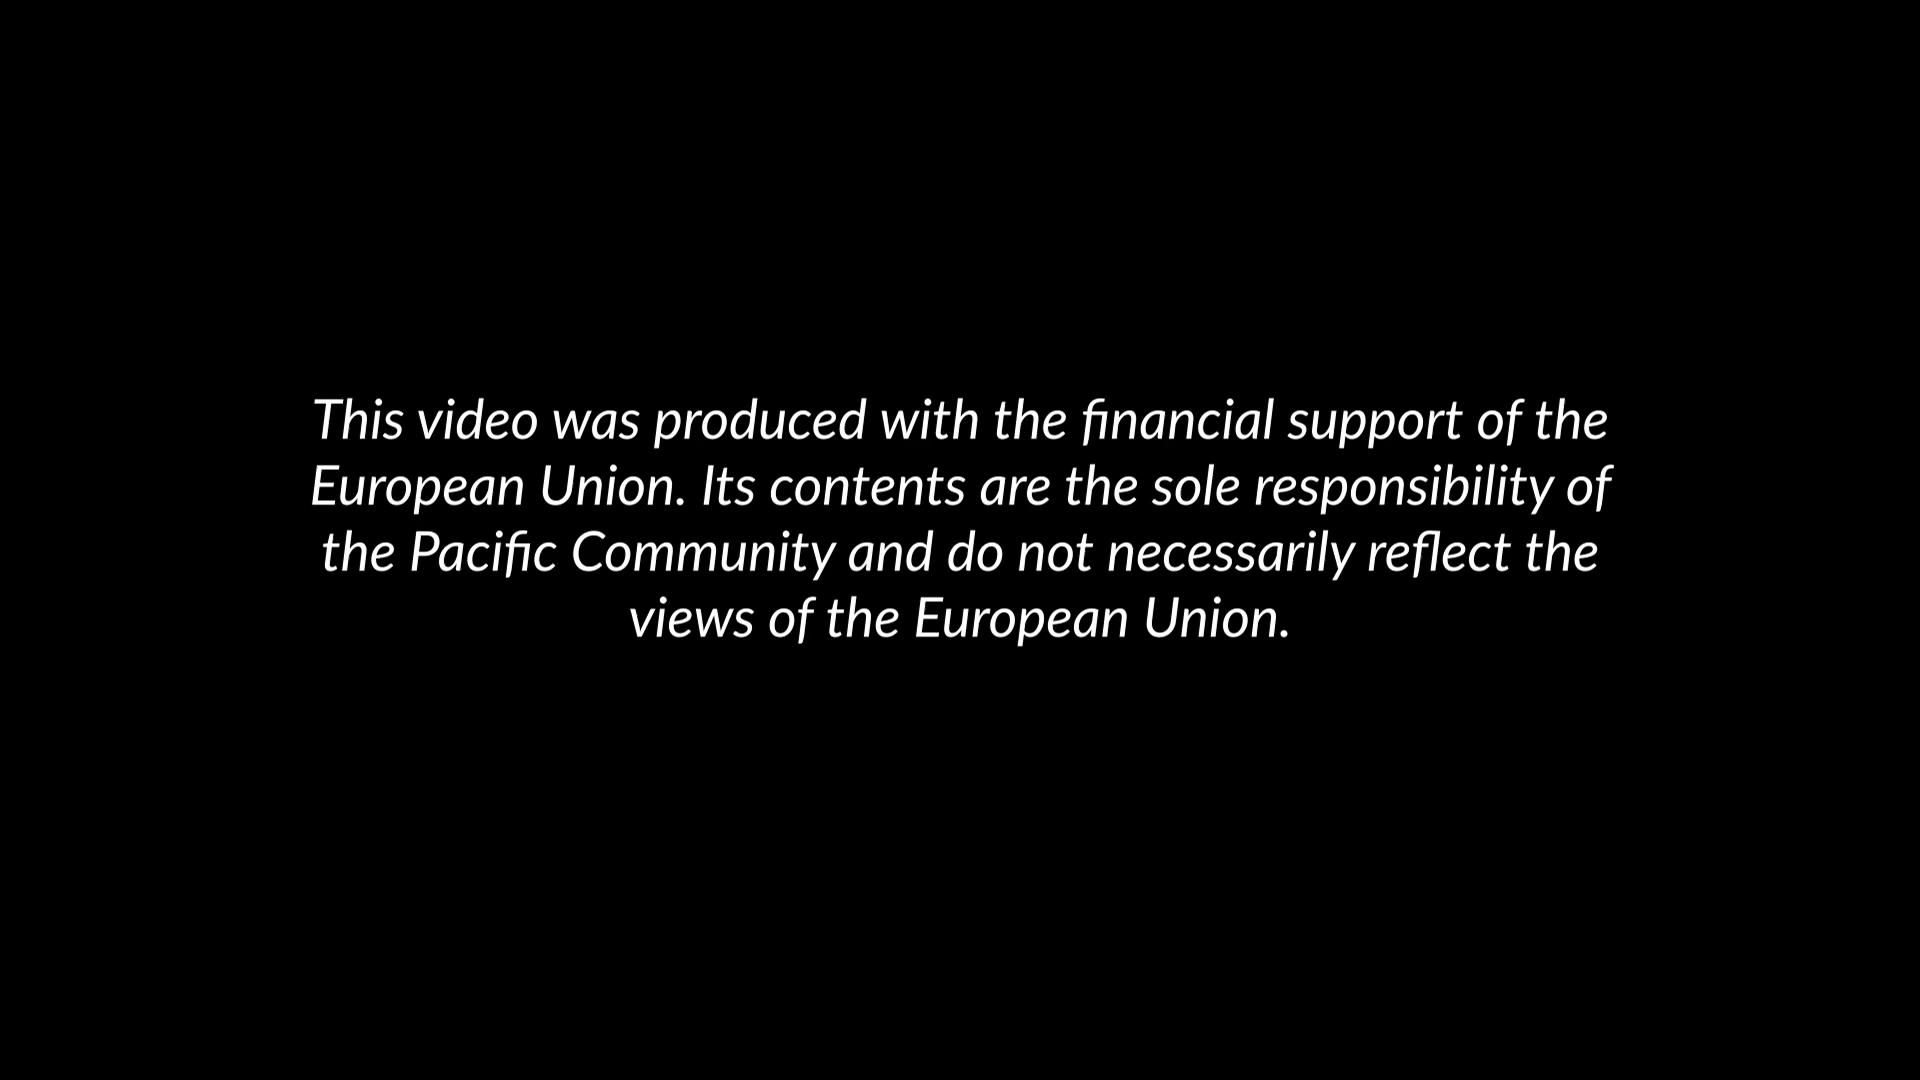 This video was produced with the financial support of the
European Union. Its contents are the sole responsibility of
the Pacific Community and do not necessarily reflect the
views of the European Union.